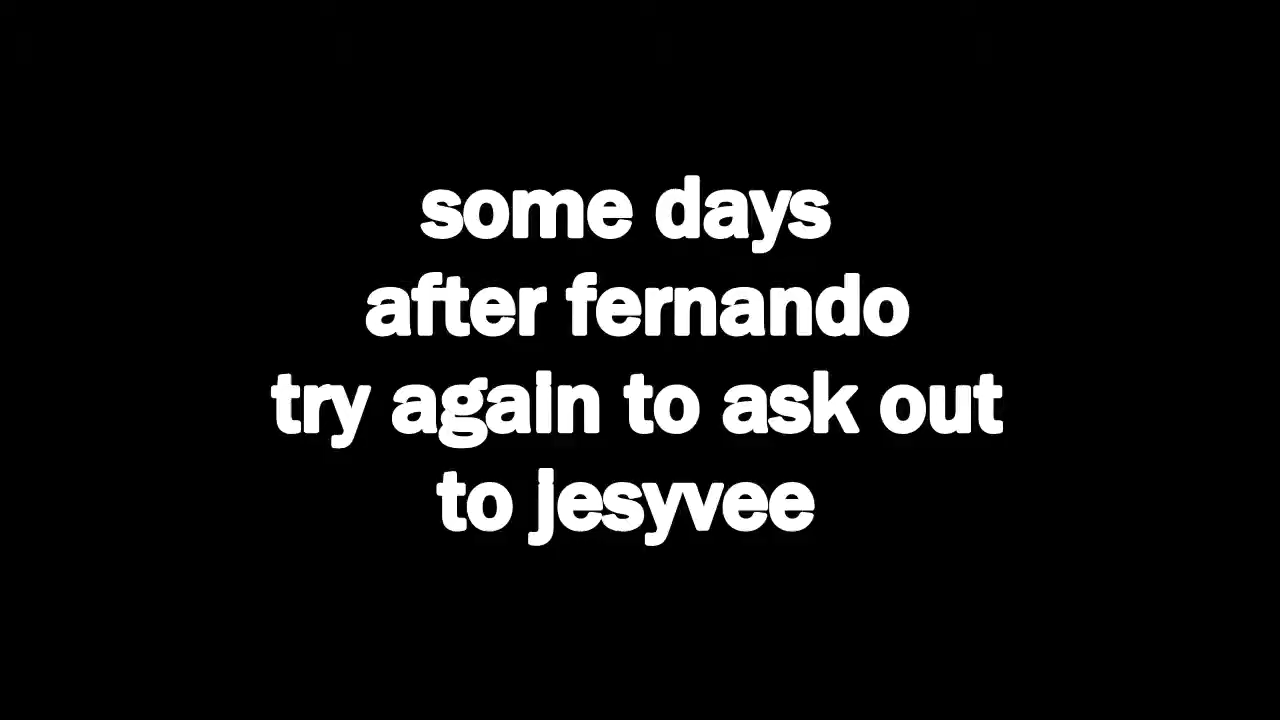 some days
after fernando
try again to ask out
to jesyvee